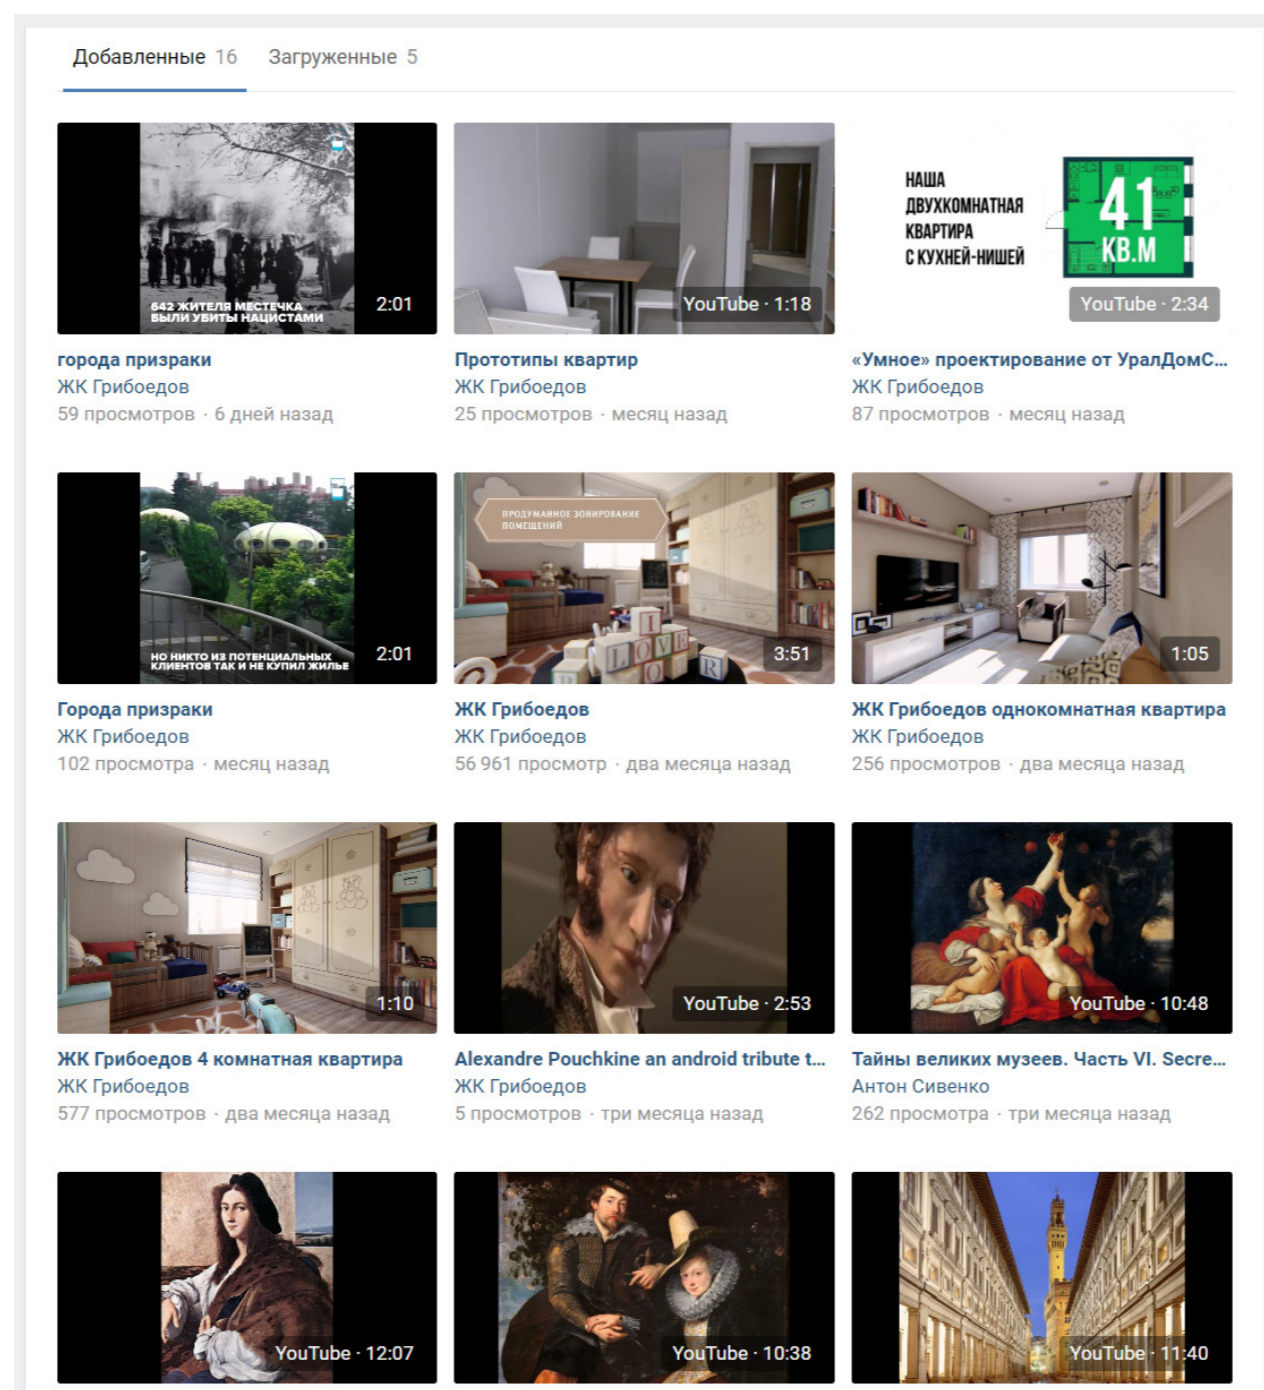 Добавленные 16 Загруженные 5
642 ЖИТЕЛЯ МЕСТЕЧКА
БЫЛИ УБИТЫ НАЦИСТАМИ
2:01
YouTube · 1:18
НАША
ДВУХКОМНАТНАЯ
КВАРТИРА
С КУХНЕЙ-НИШЕЙ
41
КВ.М
YouTube · 2:34
города призраки
ЖК Грибоедов
59 просмотров · 6 дней назад
Прототипы квартир
ЖК Грибоедов
25 просмотров · месяц назад
«Умное» проектирование от УралДомС...
ЖК Грибоедов
87 просмотров · месяц назад
НО НИКТО ИЗ ПОТЕНЦИАЛЬНЫХ
КЛИЕНТОВ ТАК И НЕ КУПИЛ ЖИЛЬЕ
2:01
ПРОДУМАННОЕ ЗОНИРОВАНИЕ
ПОМЕЩЕНИЙ
I
LOVE
3:51
1:05
Города призраки
ЖК Грибоедов
102 просмотра · месяц назад
ЖК Грибоедов
ЖК Грибоедов
56 961 просмотр · два месяца назад
ЖК Грибоедов однокомнатная квартира
ЖК Грибоедов
256 просмотров · два месяца назад
1:10
YouTube · 2:53
YouTube · 10:48
ЖК Грибоедов 4 комнатная квартира
ЖК Грибоедов
577 просмотров · два месяца назад
Alexandre Pouchkine an android tribute t...
ЖК Грибоедов
5 просмотров · три месяца назад
Тайны великих музеев. Часть VI. Secre...
Антон Сивенко
262 просмотра · три месяца назад
YouTube · 12:07
YouTube · 10:38
YouTube · 11:40